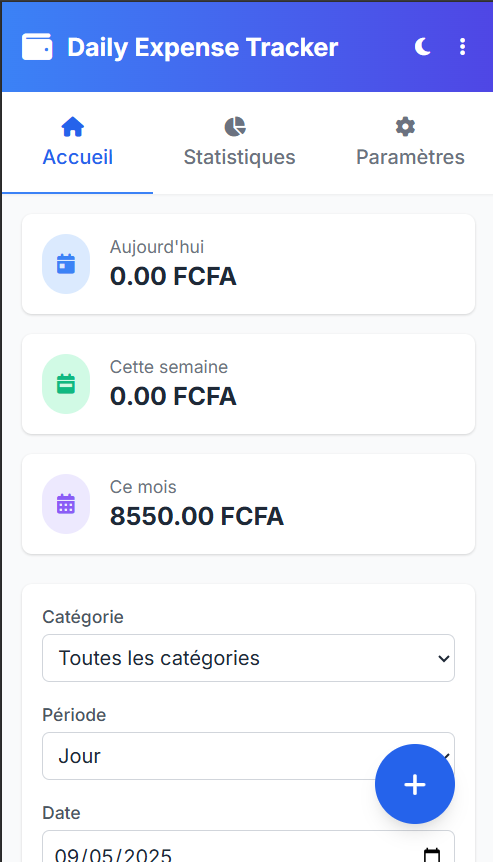 Daily Expense Tracker
Accueil
Statistiques
Paramètres
Aujourd'hui
0.00 FCFA
Cette semaine
0.00 FCFA
Ce mois
8550.00 FCFA
Catégorie
Toutes les catégories
Période
Jour
Date
09/05/2025